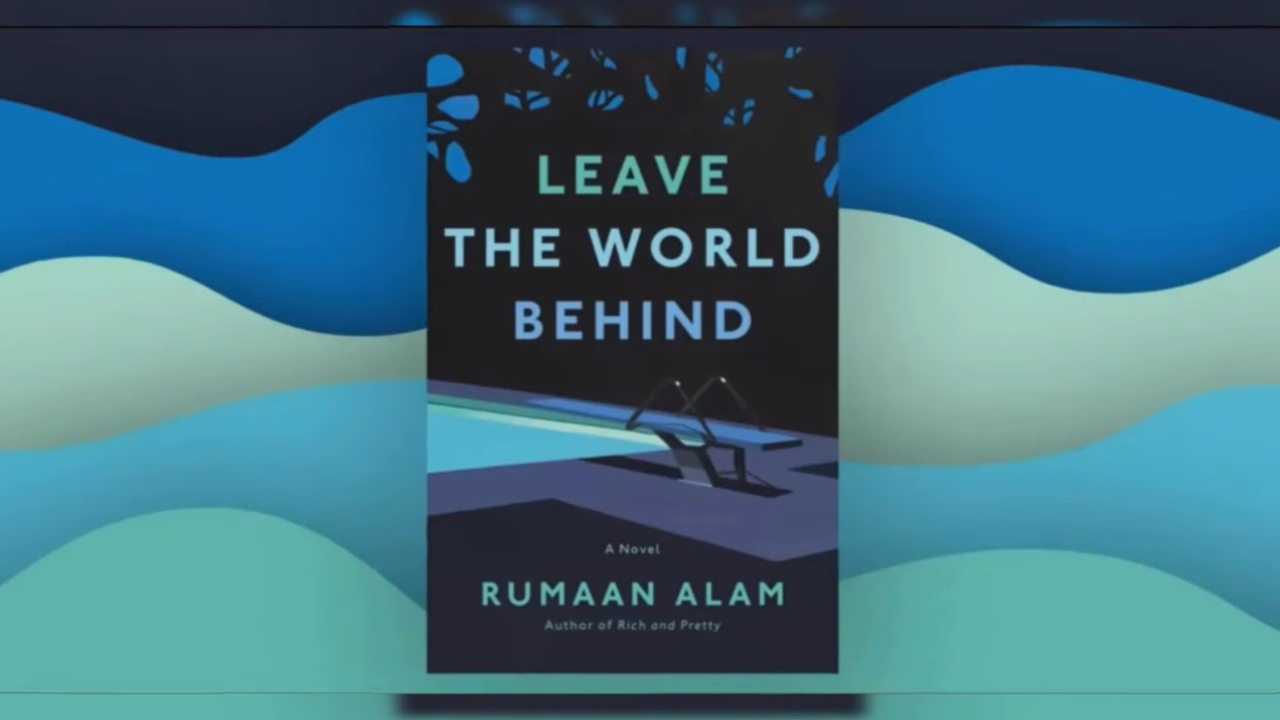 LEAVE
THE WORLD
BEHIND
A Novel
RUMAAN ALAM
Author of Rich and Pretty